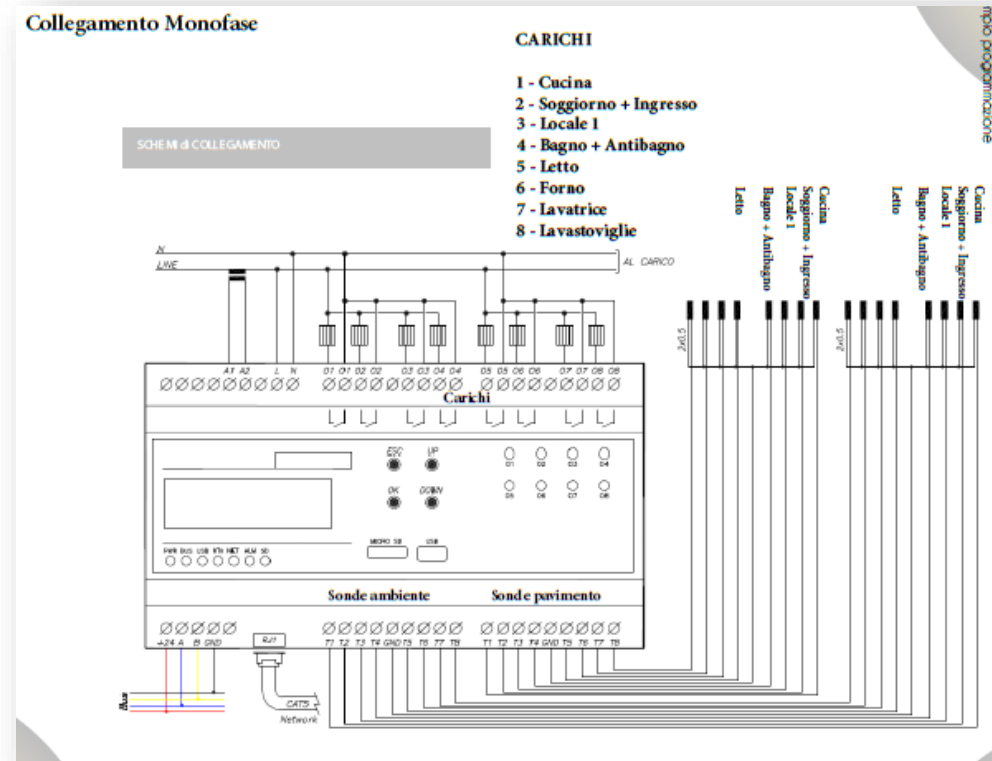 Collegamento Monofase
mpio programmazione
CARICHI
1 - Cucina
2 - Soggiorno + Ingresso
3 - Locale 1
4 - Bagno + Antibagno
5 - Letto
6 - Forno
7 - Lavatrice
8 - Lavastoviglie
SCHEMI di COLLEGAMENTO
Letto
Bagno + Antibagno
Locale 1
Soggiorno + Ingresso
Cucina
Letto
Bagno + Antibagno
Locale 1
Soggiorno + Ingresso
Cucina
N
LINE
AL CARICO
2x0.5
2x0.5
A1 A2 L N O1 O1 O2 O2 O3 O3 O4 O4 O5 O5 O6 O6 O7 O7 O8 O8
Carichi
ESC UP
O1 O2 O3 O4
OK DOWN
O5 O6 O7 O8
MICRO SD USB
PWR BUS USB RTx NET ALM SD
Sonde ambiente Sonde pavimento
+24 A B GND
RJ1
T1 T2 T3 T4 GND T5 T6 T7 T8
T1 T2 T3 T4 GND T5 T6 T7 T8
Bus
CAT5
Network